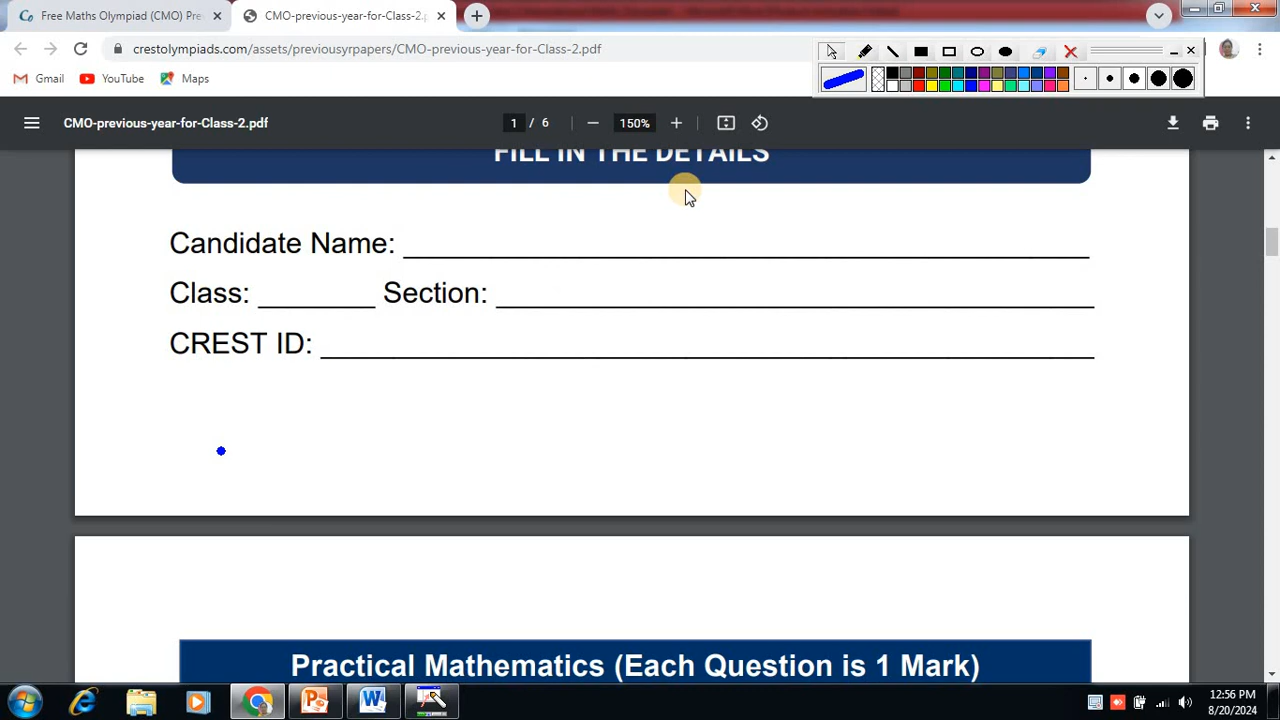 Free Maths Olympiad (CMO) Pre
CMO-previous-year-for-Class-2.p
crestolympiads.com/assets/previousyrpapers/CMO-previous-year-for-Class-2.pdf
Gmail YouTube Maps
CMO-previous-year-for-Class-2.pdf 1 / 6 150%
FILL IN THE DETAILS
Candidate Name:
Class: Section:
CREST ID:
Practical Mathematics (Each Question is 1 Mark)
12:56 PM
8/20/2024